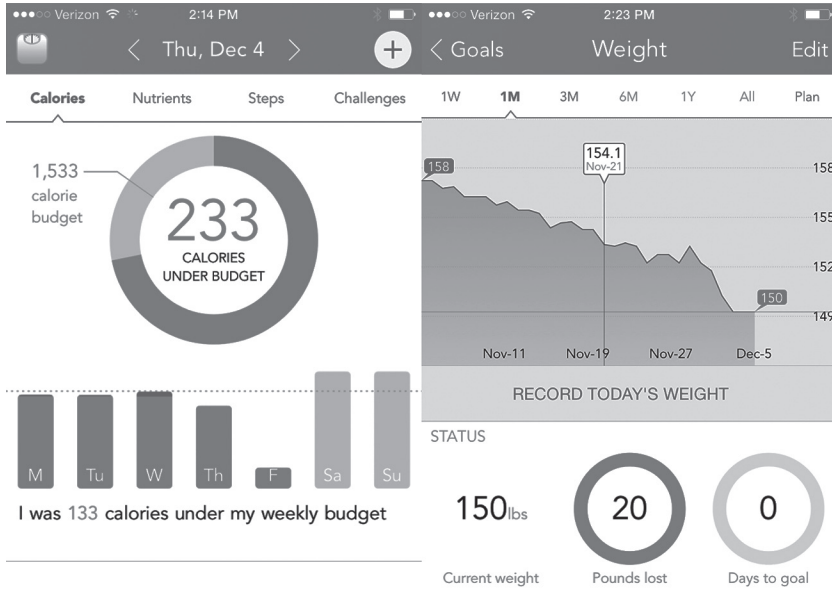 Verizon 2:14 PM
Thu, Dec 4 +
Calories Nutrients Steps Challenges
1,533
calorie
budget
233
CALORIES
UNDER BUDGET
M Tu W Th F Sa Su
I was 133 calories under my weekly budget
Verizon 2:23 PM
Goals Weight Edit
1W 1M 3M 6M 1Y All Plan
154.1
Nov-21
158
158
155
152
150
149
Nov-11 Nov-19 Nov-27 Dec-5
RECORD TODAY'S WEIGHT
STATUS
150lbs 20 0
Current weight Pounds lost Days to goal